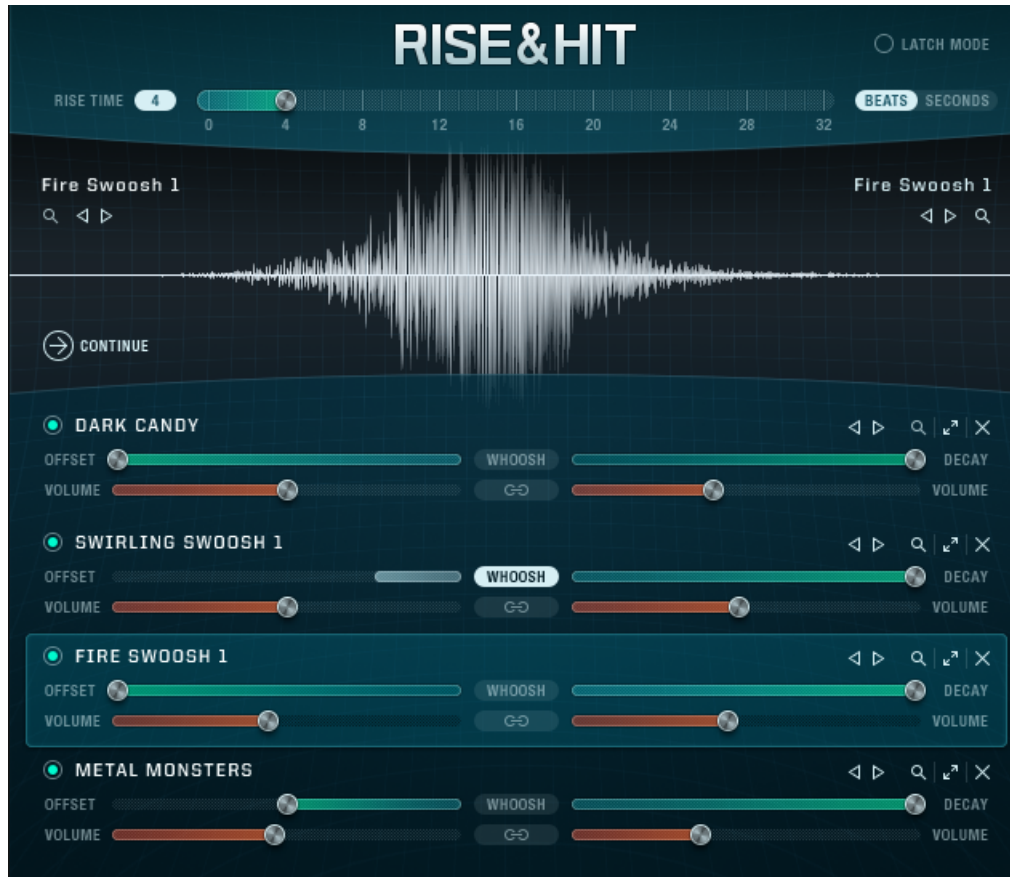 RISE&HIT
LATCH MODE
RISE TIME 4 BEATS SECONDS
0 4 8 12 16 20 24 28 32
Fire Swoosh 1 Fire Swoosh 1
CONTINUE
DARK CANDY
OFFSET WHOOSH DECAY
VOLUME VOLUME
SWIRLING SWOOSH 1
OFFSET WHOOSH DECAY
VOLUME VOLUME
FIRE SWOOSH 1
OFFSET WHOOSH DECAY
VOLUME VOLUME
METAL MONSTERS
OFFSET WHOOSH DECAY
VOLUME VOLUME